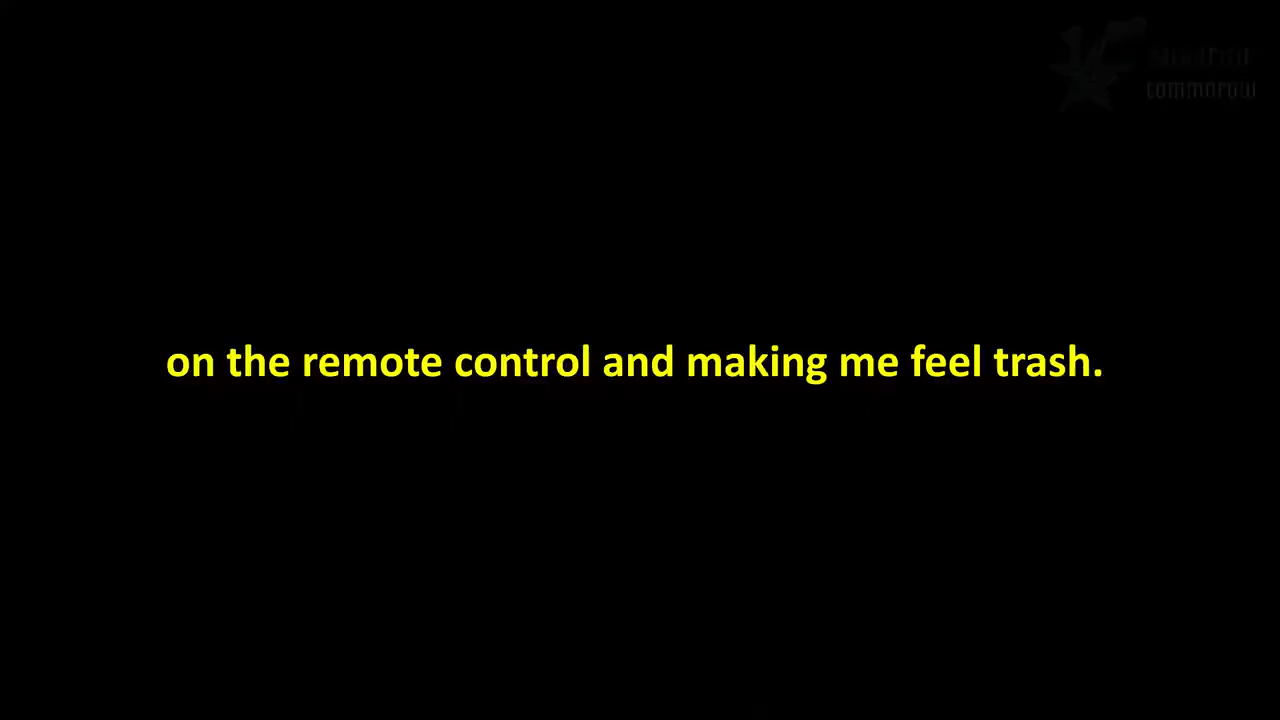 on the remote control and making me feel trash.